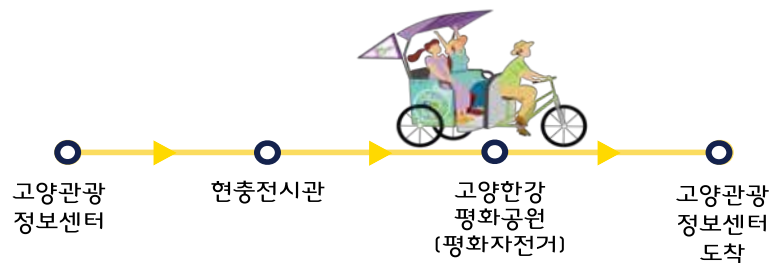 고양관광
정보센터
현충전시관
고양한강
평화공원
(평화자전거)
고양관광
정보센터
도착